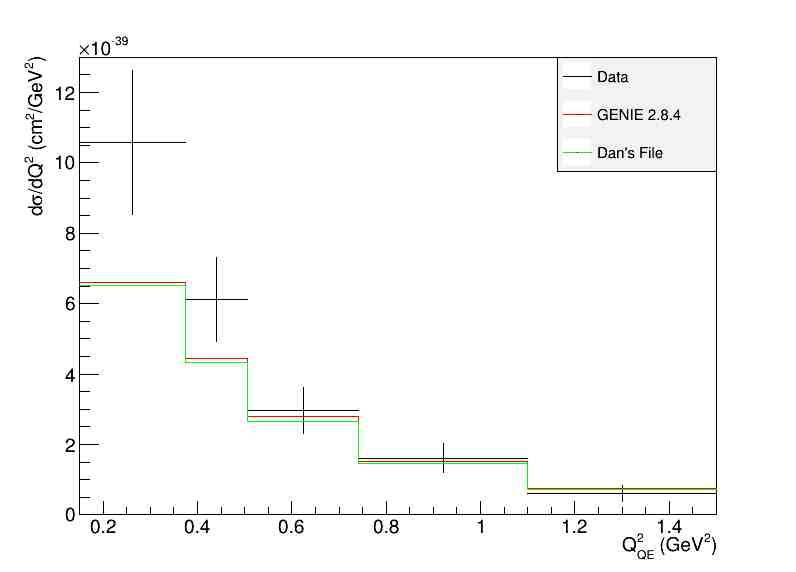 ×10⁻³⁹
dσ/dQ² (cm²/GeV²)
12
10
8
6
4
2
0
0.2 0.4 0.6 0.8 1 1.2 1.4
Q²QE (GeV²)
Data
GENIE 2.8.4
Dan's File